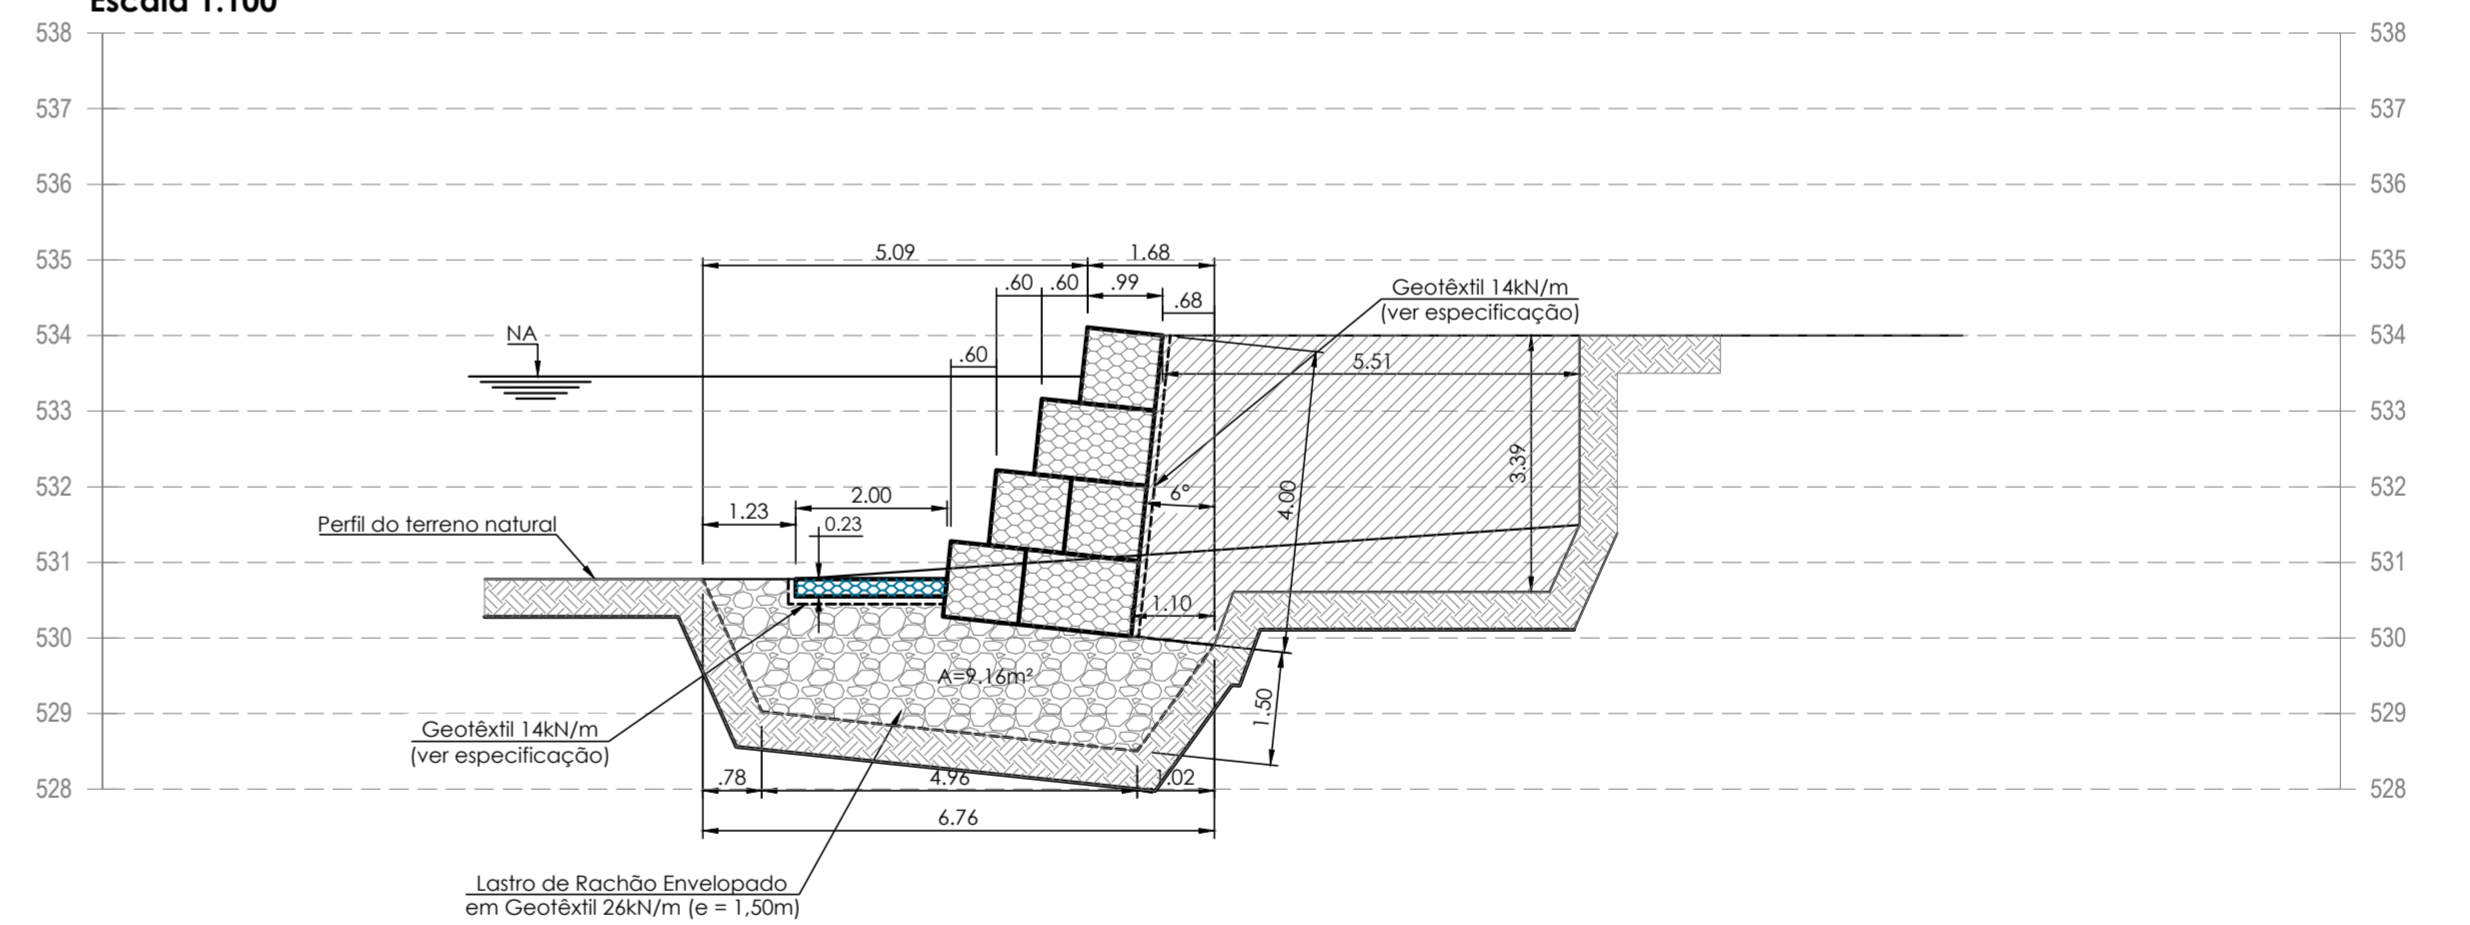 Escala 1:100
538 538
537 537
536 536
535 535
5.09 1.68
.60 .60 .99 .68
Geotêxtil 14kN/m
(ver especificação)
NA
534 534
.60
5.51
533 533
3.39
4.00
532 532
6°
2.00
1.23 0.23
Perfil do terreno natural
531 531
1.10
530 530
A=9.16m²
1.50
529 529
Geotêxtil 14kN/m
(ver especificação)
.78 4.96 1.02
528 528
6.76
Lastro de Rachão Envelopado
em Geotêxtil 26kN/m (e = 1,50m)